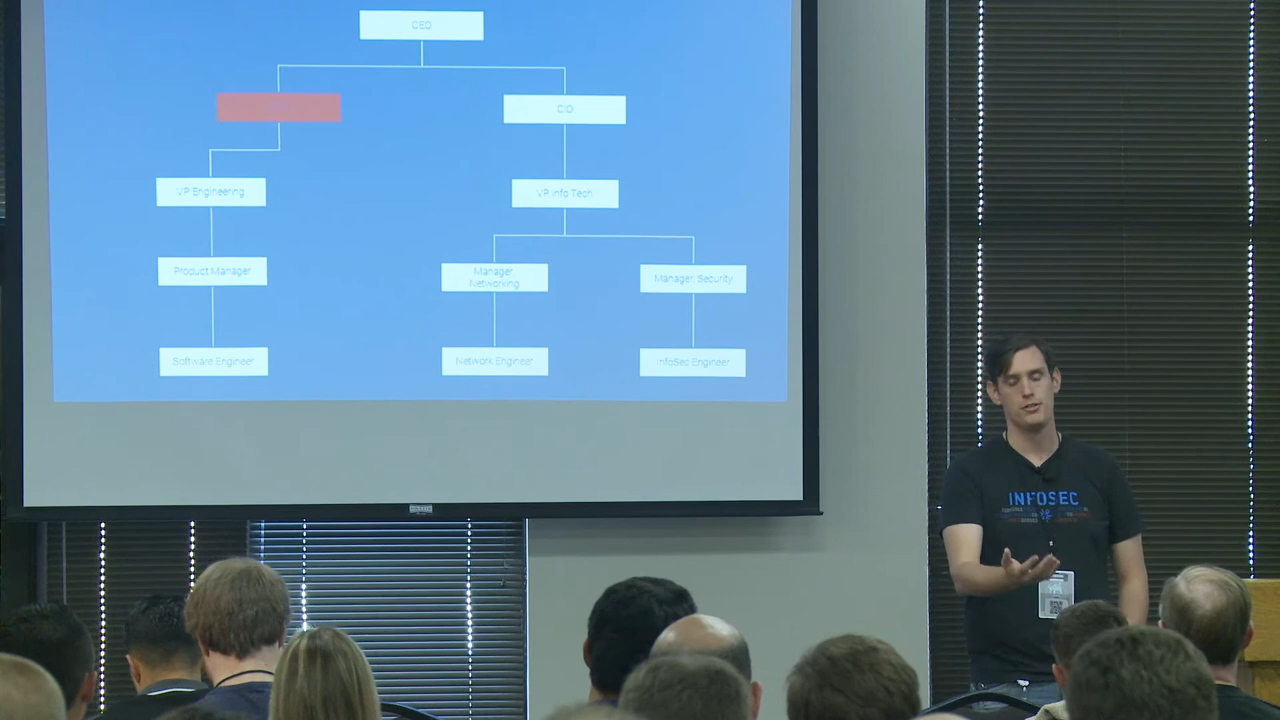 CEO
CIO
VP Engineering
VP Info Tech
Product Manager
Manager,
Networking
Manager, Security
Software Engineer
Network Engineer
InfoSec Engineer
INFOSEC